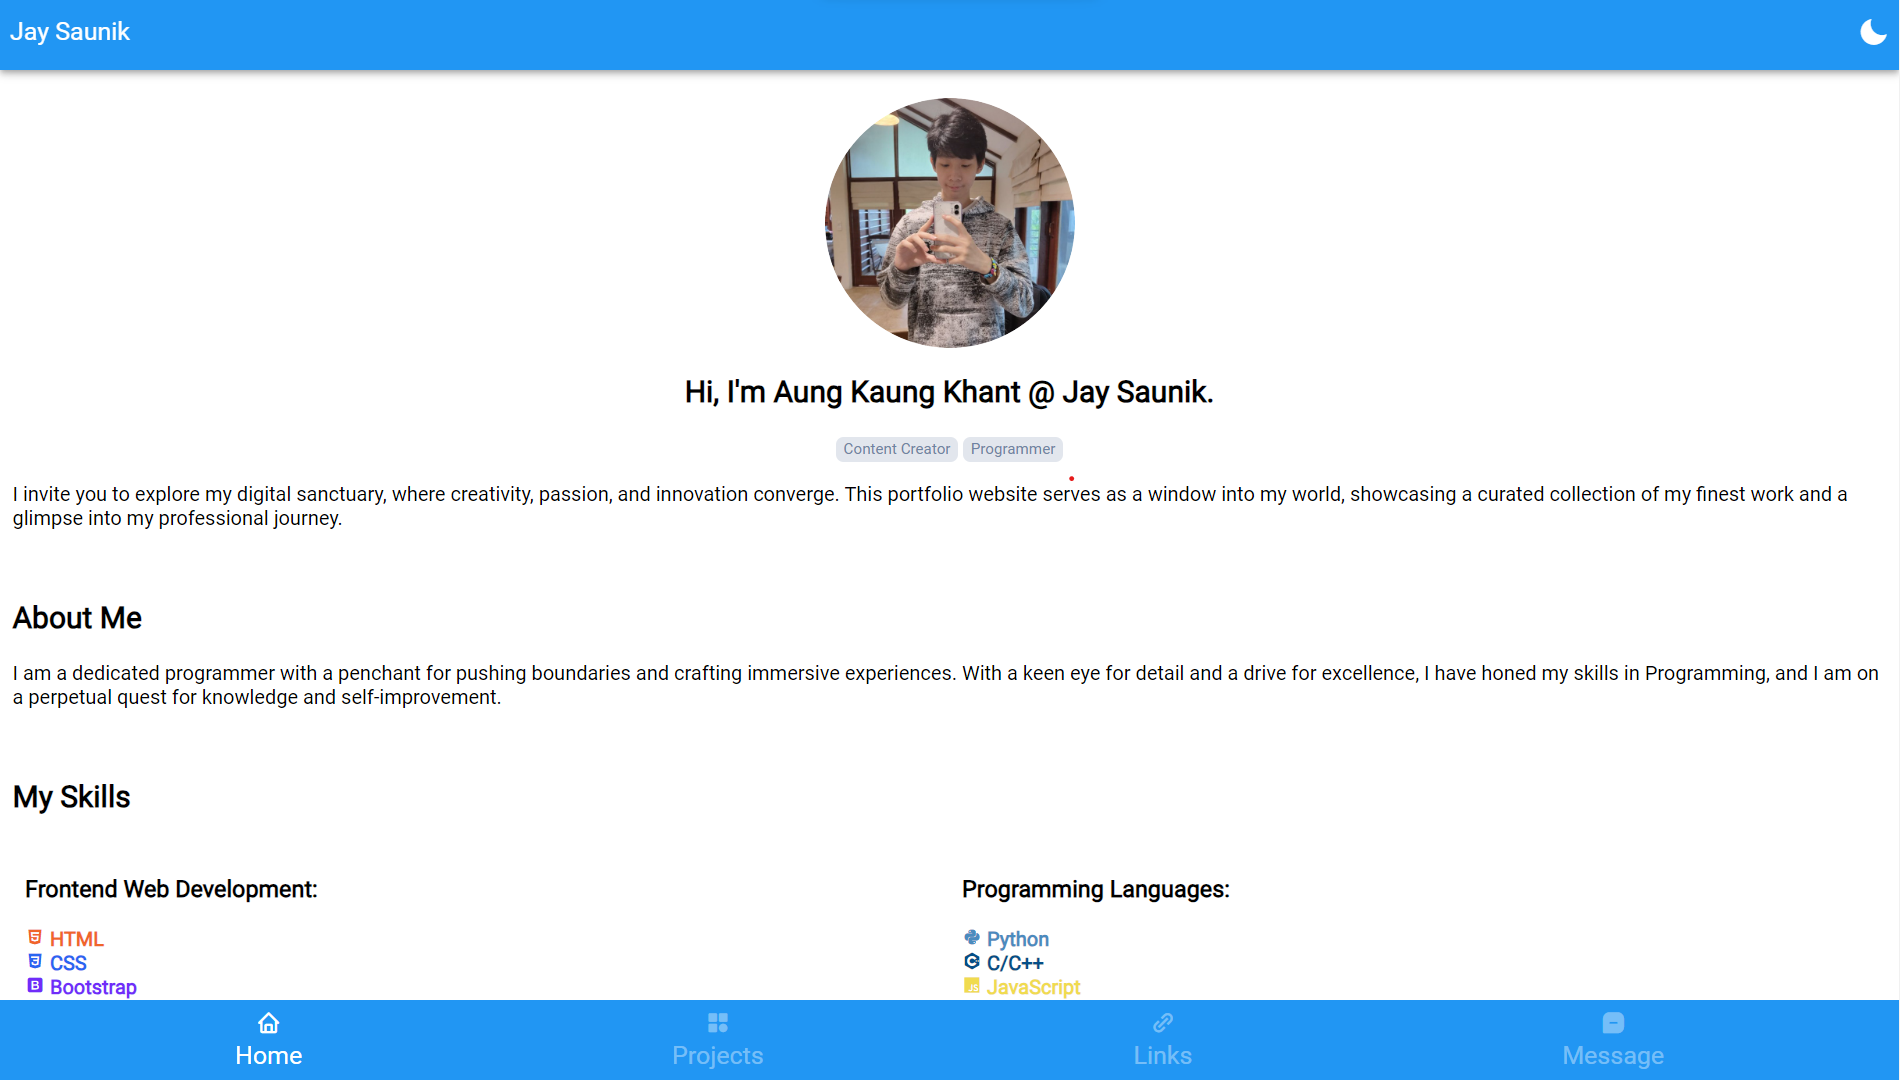 Jay Saunik
Hi, I'm Aung Kaung Khant @ Jay Saunik.
Content Creator Programmer
I invite you to explore my digital sanctuary, where creativity, passion, and innovation converge. This portfolio website serves as a window into my world, showcasing a curated collection of my finest work and a
glimpse into my professional journey.
About Me
I am a dedicated programmer with a penchant for pushing boundaries and crafting immersive experiences. With a keen eye for detail and a drive for excellence, I have honed my skills in Programming, and I am on
a perpetual quest for knowledge and self-improvement.
My Skills
Frontend Web Development:
HTML
CSS
Bootstrap
Programming Languages:
Python
C/C++
JavaScript
Home Projects Links Message